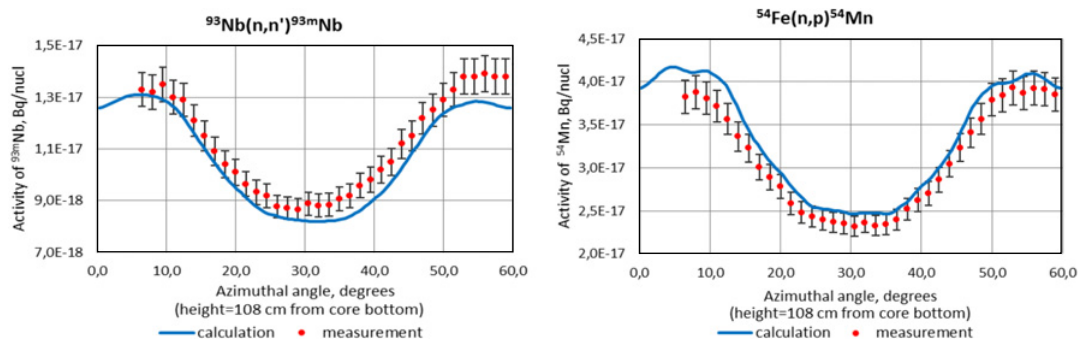 ⁹³Nb(n,n')⁹³ᵐNb
Activity of ⁹³ᵐNb, Bq/nucl
1,5E-17
1,3E-17
1,1E-17
9,0E-18
7,0E-18
0,0 10,0 20,0 30,0 40,0 50,0 60,0
Azimuthal angle, degrees
(height=108 cm from core bottom)
calculation measurement
⁵⁴Fe(n,p)⁵⁴Mn
Activity of ⁵⁴Mn, Bq/nucl
4,5E-17
4,0E-17
3,5E-17
3,0E-17
2,5E-17
2,0E-17
0,0 10,0 20,0 30,0 40,0 50,0 60,0
Azimuthal angle, degrees
(height=108 cm from core bottom)
calculation measurement